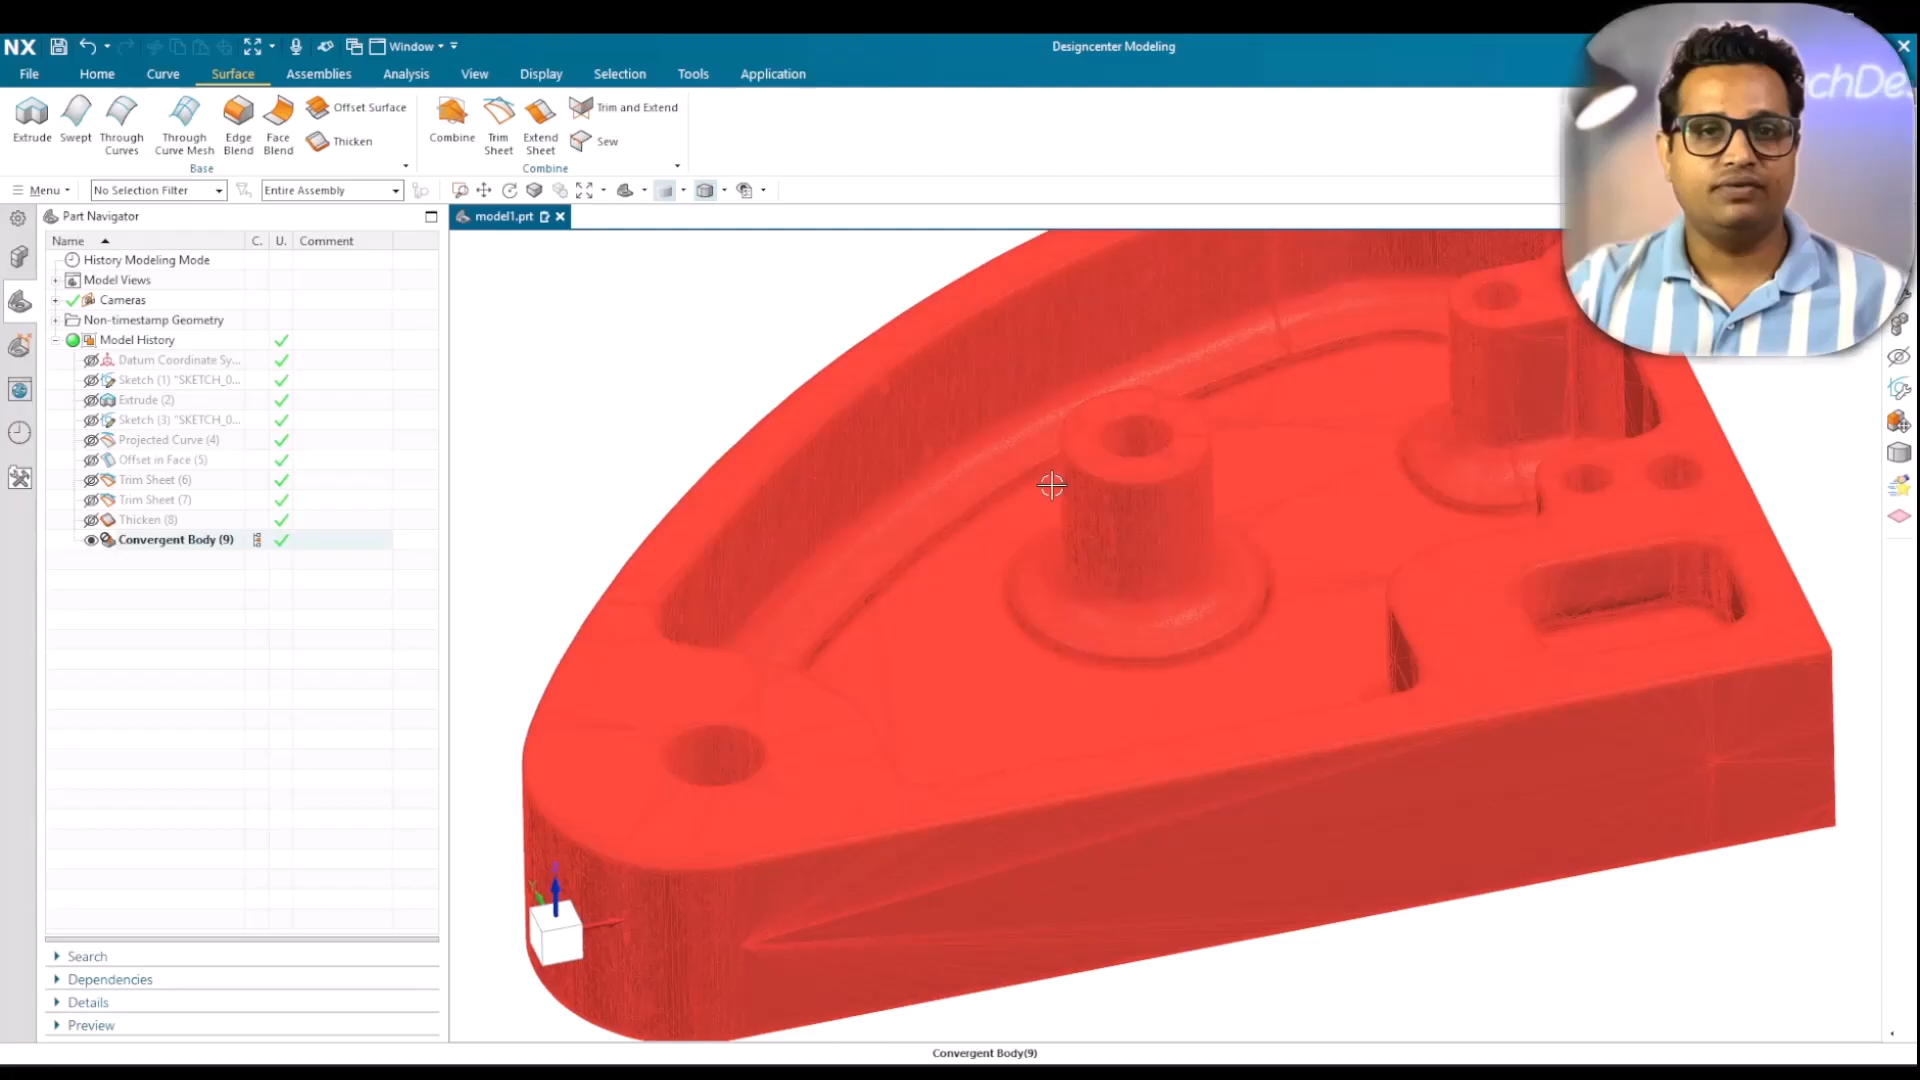 NX Window Designcenter Modeling
File Home Curve Surface Assemblies Analysis View Display Selection Tools Application
chDe
Extrude Swept Through Curves Through Curve Mesh Edge Blend Face Blend Offset Surface Thicken
Combine Trim Sheet Extend Sheet Trim and Extend Sew
Base Combine
Menu No Selection Filter Entire Assembly
Part Navigator
model1.prt
Name C. U. Comment
History Modeling Mode
Model Views
Cameras
Non-timestamp Geometry
Model History
Datum Coordinate Sy...
Sketch (1) "SKETCH_0...
Extrude (2)
Sketch (3) "SKETCH_0...
Projected Curve (4)
Offset in Face (5)
Trim Sheet (6)
Trim Sheet (7)
Thicken (8)
Convergent Body (9)
Search
Dependencies
Details
Preview
Convergent Body(9)